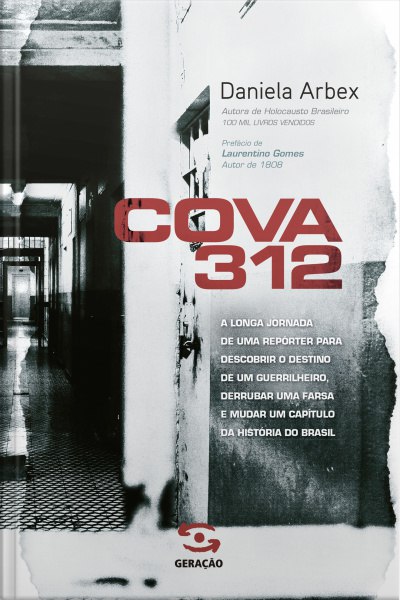 Daniela Arbex
Autora de Holocausto Brasileiro
100 MIL LIVROS VENDIDOS
Prefácio de
Laurentino Gomes
Autor de 1808
COVA
312
A LONGA JORNADA
DE UMA REPÓRTER PARA
DESCOBRIR O DESTINO
DE UM GUERRILHEIRO,
DERRUBAR UMA FARSA
E MUDAR UM CAPÍTULO
DA HISTÓRIA DO BRASIL
GERAÇÃO